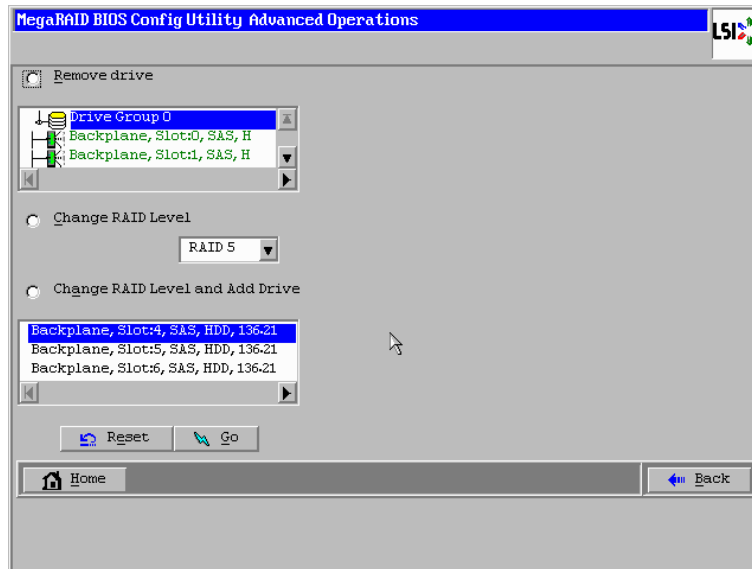 MegaRAID BIOS Config Utility Advanced Operations
LSI
Remove drive
Drive Group 0
Backplane, Slot:0, SAS, H
Backplane, Slot:1, SAS, H
Change RAID Level
RAID 5
Change RAID Level and Add Drive
Backplane, Slot:4, SAS, HDD, 136.21
Backplane, Slot:5, SAS, HDD, 136.21
Backplane, Slot:6, SAS, HDD, 136.21
Reset Go
Home Back